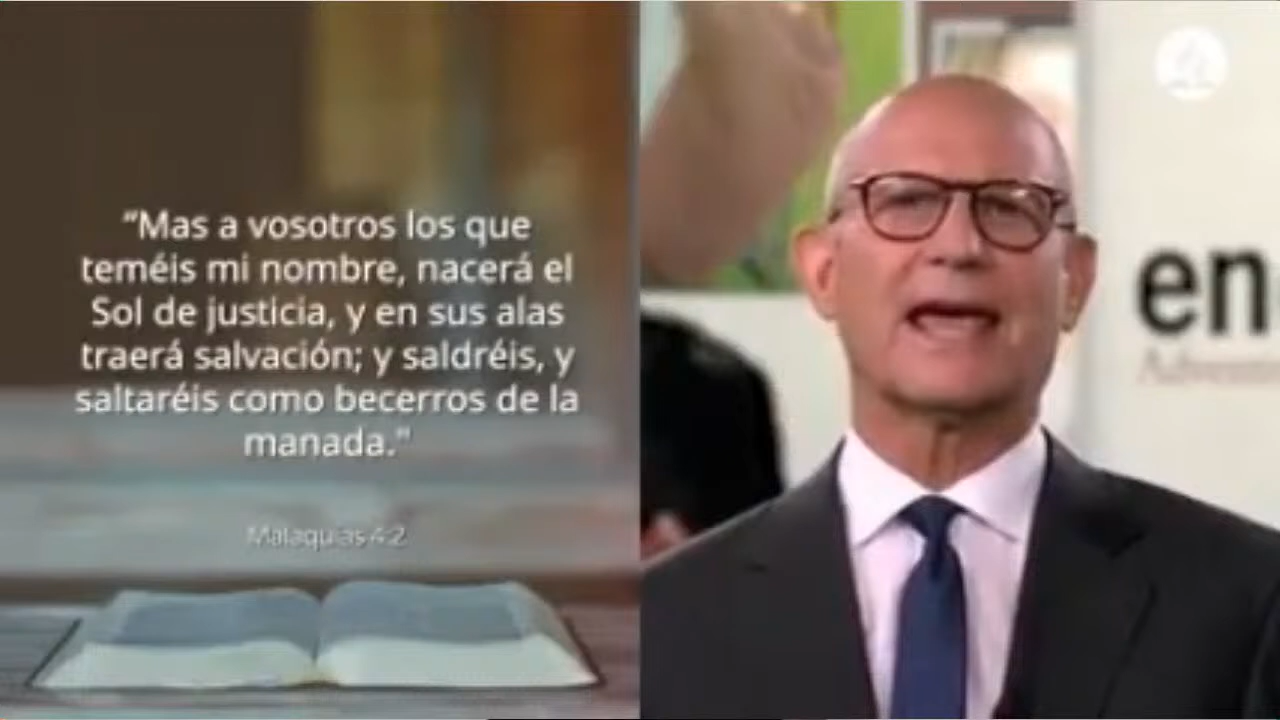 “Mas a vosotros los que
teméis mi nombre, nacerá el
Sol de justicia, y en sus alas
traerá salvación; y saldréis, y
saltaréis como becerros de la
manada.”
Malaquías 4:2
en